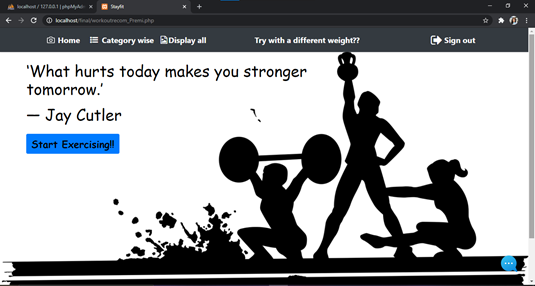 localhost / 127.0.0.1 | phpMyAd
Stayfit
localhost/final/workoutrecom_Premi.php
Home
Category wise
Display all
Try with a different weight??
Sign out
‘What hurts today makes you stronger
tomorrow.’
— Jay Cutler
Start Exercising!!